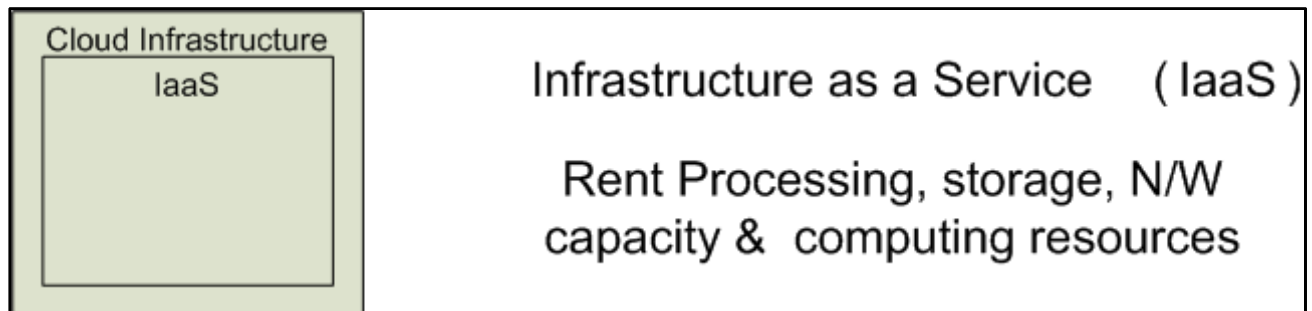 Cloud Infrastructure
IaaS
Infrastructure as a Service ( IaaS )
Rent Processing, storage, N/W
capacity & computing resources